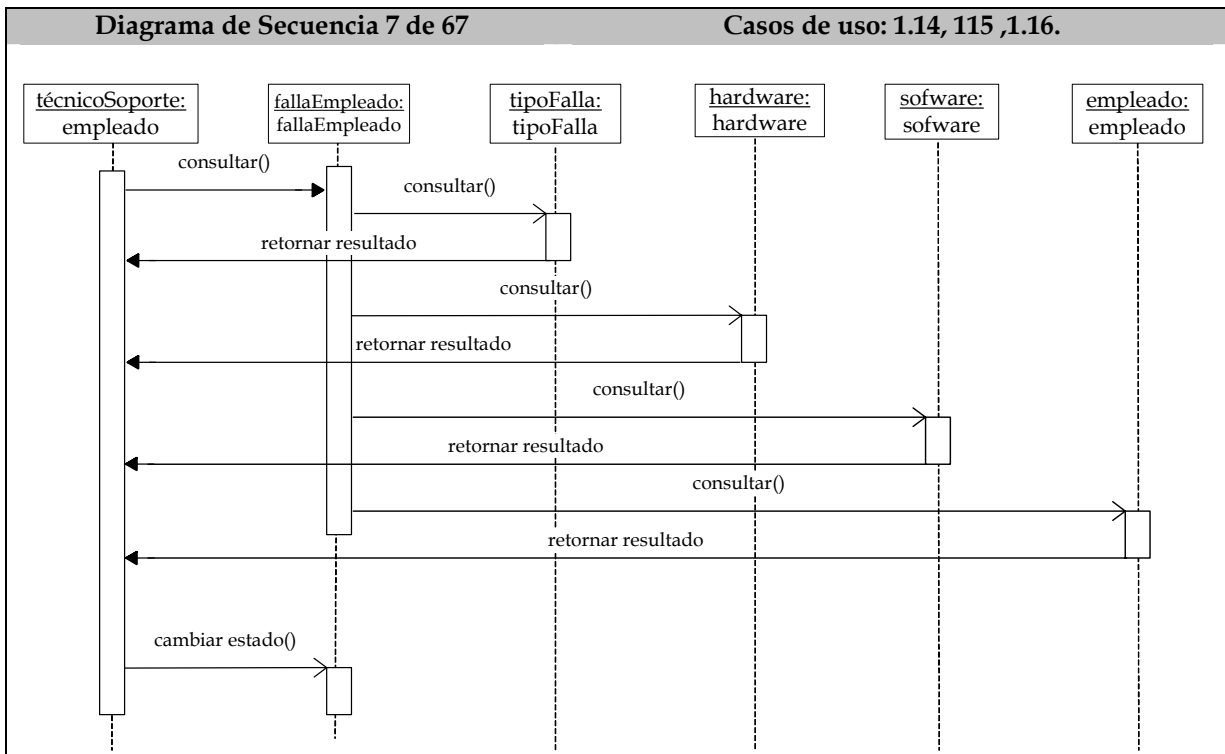 Diagrama de Secuencia 7 de 67
Casos de uso: 1.14, 115 ,1.16.
técnicoSoporte:
empleado
fallaEmpleado:
fallaEmpleado
tipoFalla:
tipoFalla
hardware:
hardware
sofware:
sofware
empleado:
empleado
consultar()
consultar()
retornar resultado
consultar()
retornar resultado
consultar()
retornar resultado
consultar()
retornar resultado
cambiar estado()